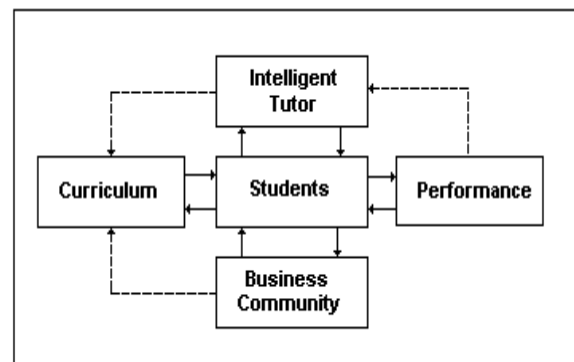 Intelligent
Tutor
Curriculum
Students
Performance
Business
Community